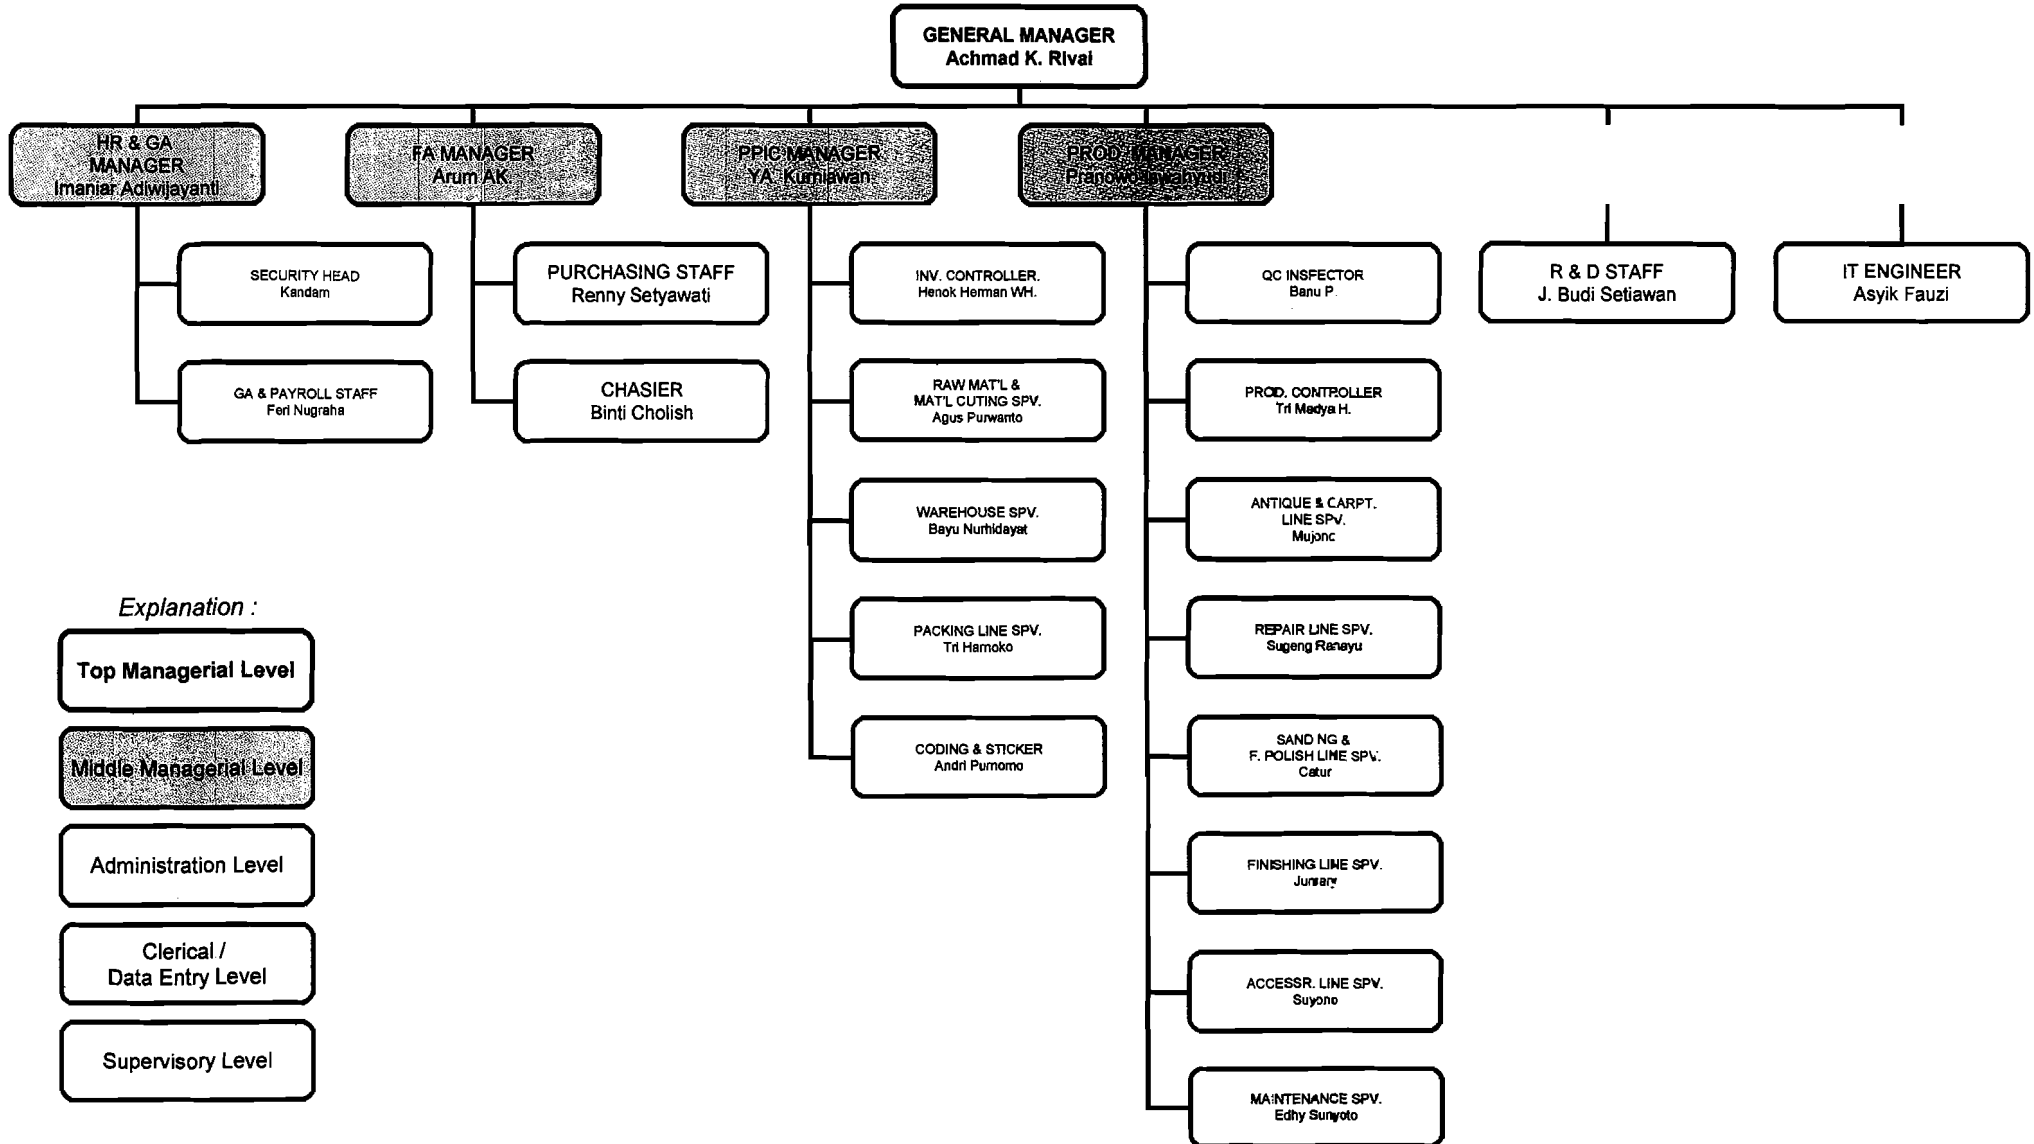 GENERAL MANAGER
Achmad K. Rivai
HR & GA
MANAGER
Imaniar Adiwijayanti
FA MANAGER
Arum AK
PPIC MANAGER
YA. Kurniawan
PROD. MANAGER
SECURITY HEAD
Kandam
GA & PAYROLL STAFF
Feri Nugraha
PURCHASING STAFF
Renny Setyawati
CHASIER
Binti Cholish
INV. CONTROLLER.
Henok Herman WH.
RAW MAT'L &
MAT'L CUTING SPV.
Agus Purwanto
WAREHOUSE SPV.
Bayu Nurhidayat
PACKING LINE SPV.
Tri Hamoko
CODING & STICKER
Andri Purnomo
QC INSPECTOR
Banu P.
PROD. CONTROLLER
Tri Madya H.
ANTIQUE & CARPT.
LINE SPV.
REPAIR LINE SPV.
Sugeng
SANDING &
F. POLISH LINE SPV.
Catur
FINISHING LINE SPV.
ACCESSR. LINE SPV.
Suyono
MAINTENANCE SPV.
Edhy Sunyoto
R & D STAFF
J. Budi Setiawan
IT ENGINEER
Asyik Fauzi
Explanation :
Top Managerial Level
Middle Managerial Level
Administration Level
Clerical /
Data Entry Level
Supervisory Level